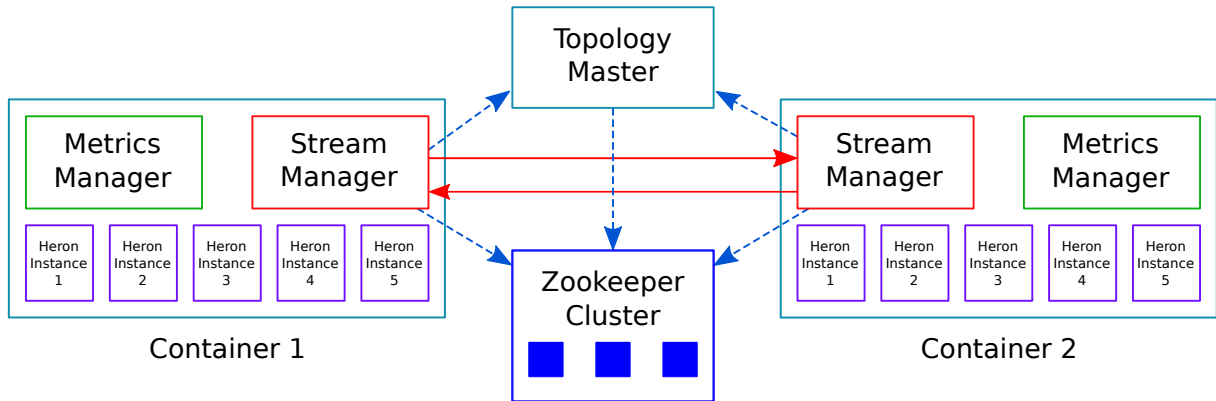 Topology
Master
Metrics
Manager
Stream
Manager
Heron
Instance
1
Heron
Instance
2
Heron
Instance
3
Heron
Instance
4
Heron
Instance
5
Container 1
Zookeeper
Cluster
Stream
Manager
Metrics
Manager
Heron
Instance
1
Heron
Instance
2
Heron
Instance
3
Heron
Instance
4
Heron
Instance
5
Container 2